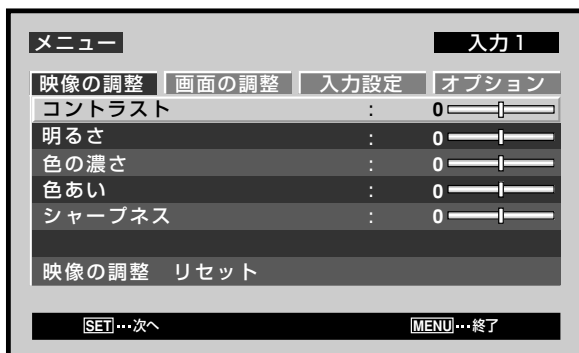 メニュー 入力1
映像の調整 画面の調整 入力設定 オプション
コントラスト : 0
明るさ : 0
色の濃さ : 0
色あい : 0
シャープネス : 0
映像の調整 リセット
SET…次へ MENU…終了